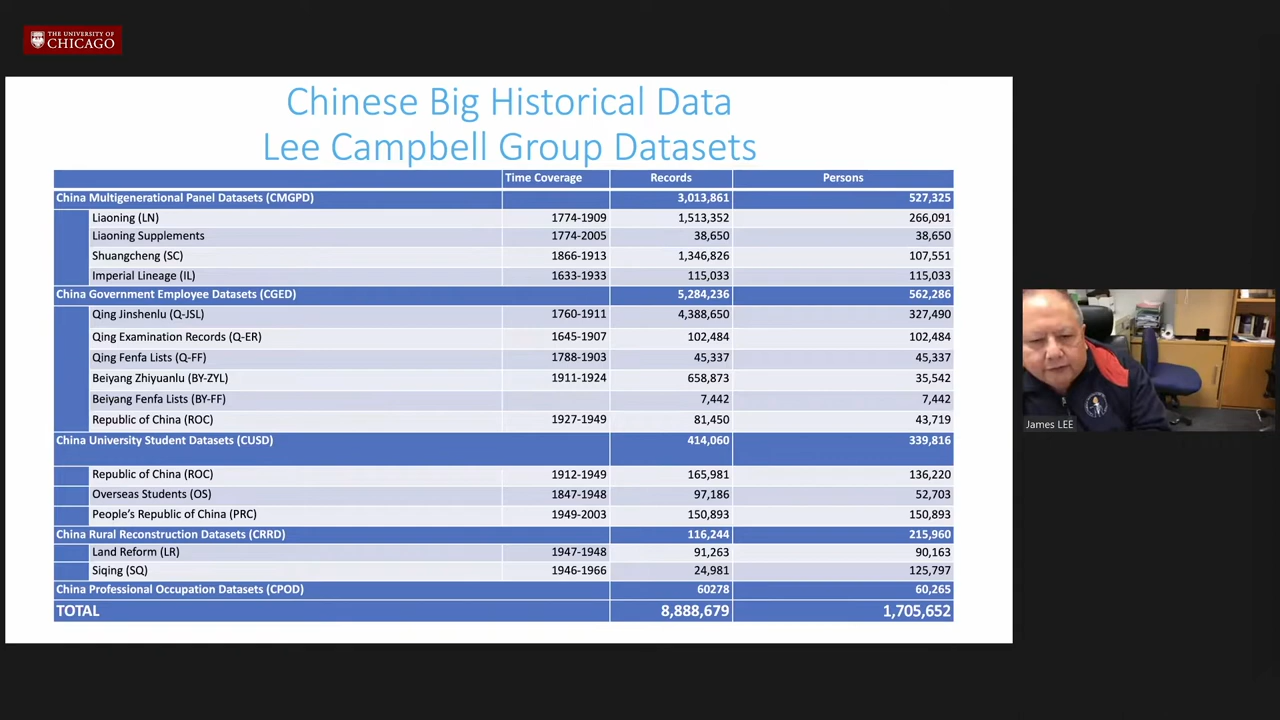 THE UNIVERSITY OF
CHICAGO
Chinese Big Historical Data
Lee Campbell Group Datasets
Time Coverage Records Persons
China Multigenerational Panel Datasets (CMGPD) 3,013,861 527,325
Liaoning (LN) 1774-1909 1,513,352 266,091
Liaoning Supplements 1774-2005 38,650 38,650
Shuangcheng (SC) 1866-1913 1,346,826 107,551
Imperial Lineage (IL) 1633-1933 115,033 115,033
China Government Employee Datasets (CGED) 5,284,236 562,286
Qing Jinshenlu (Q-JSL) 1760-1911 4,388,650 327,490
Qing Examination Records (Q-ER) 1645-1907 102,484 102,484
Qing Fenfa Lists (Q-FF) 1788-1903 45,337 45,337
Beiyang Zhiyuanlu (BY-ZYL) 1911-1924 658,873 35,542
Beiyang Fenfa Lists (BY-FF) 7,442 7,442
Republic of China (ROC) 1927-1949 81,450 43,719
China University Student Datasets (CUSD) 414,060 339,816
Republic of China (ROC) 1912-1949 165,981 136,220
Overseas Students (OS) 1847-1948 97,186 52,703
People's Republic of China (PRC) 1949-2003 150,893 150,893
China Rural Reconstruction Datasets (CRRD) 116,244 215,960
Land Reform (LR) 1947-1948 91,263 90,163
Siqing (SQ) 1946-1966 24,981 125,797
China Professional Occupation Datasets (CPOD) 60278 60,265
TOTAL 8,888,679 1,705,652
James LEE